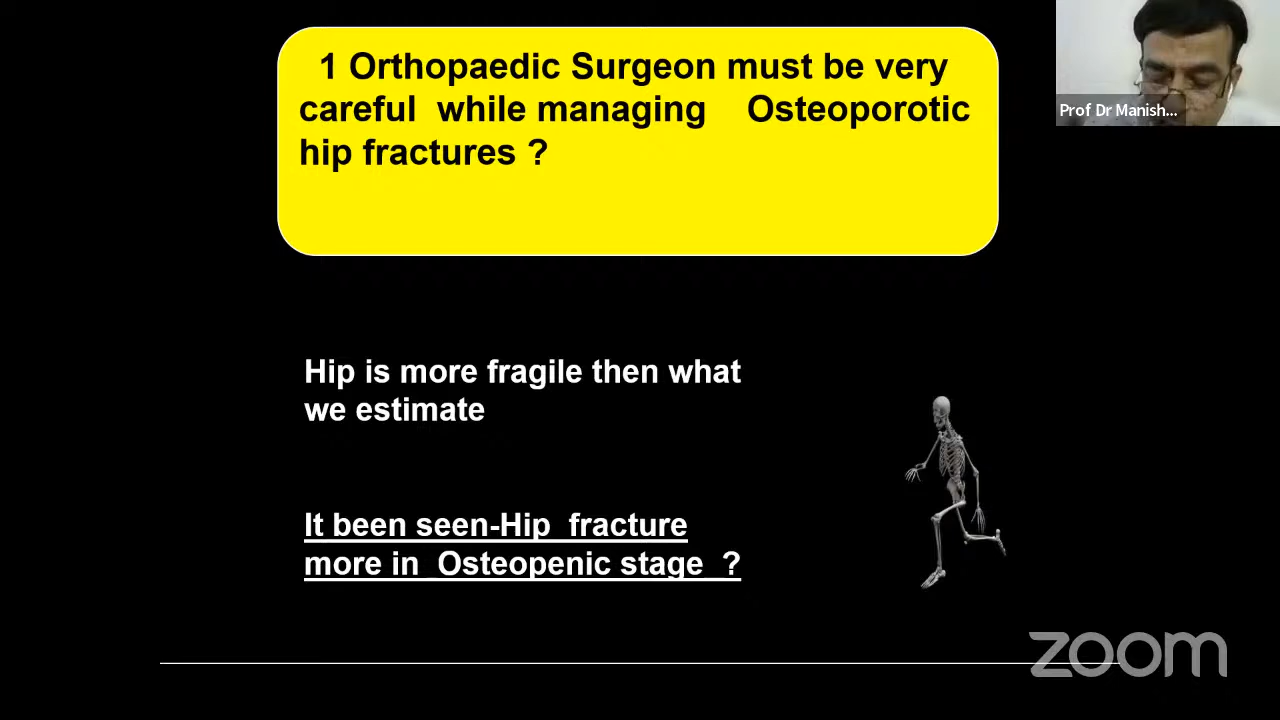 1 Orthopaedic Surgeon must be very
careful while managing Osteoporotic
hip fractures ?
Prof Dr Manish...
Hip is more fragile then what
we estimate
It been seen-Hip fracture
more in Osteopenic stage ?
zoom